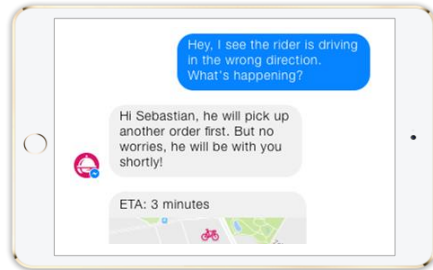 Hey, I see the rider is driving
in the wrong direction.
What's happening?
Hi Sebastian, he will pick up
another order first. But no
worries, he will be with you
shortly!
ETA: 3 minutes